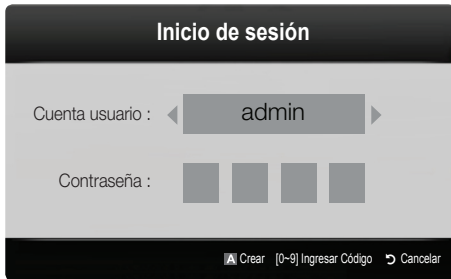 Inicio de sesión
Cuenta usuario : admin
Contraseña :
A Crear [0~9] Ingresar Código Cancelar